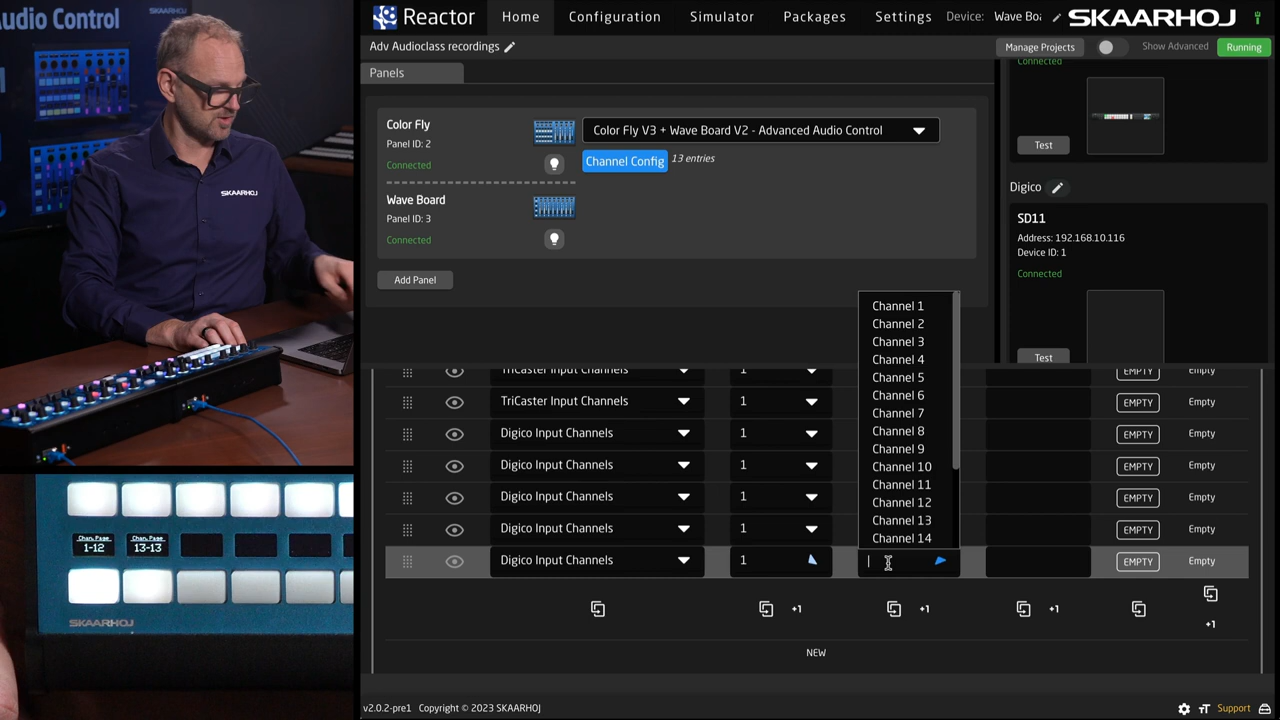 Audio Control
SKAARHOJ
SKAARHOJ
Chan. Page
1-12
Chan. Page
13-13
SKAARHOJ
Reactor
Home
Configuration
Simulator
Packages
Settings
Device:
Wave Boa
SKAARHOJ
Adv Audioclass recordings
Manage Projects
Show Advanced
Running
Panels
Connected
Color Fly
Panel ID: 2
Connected
Color Fly V3 + Wave Board V2 - Advanced Audio Control
Channel Config
13 entries
Wave Board
Panel ID: 3
Connected
Add Panel
Test
Digico
SD11
Address: 192.168.10.116
Device ID: 1
Connected
Test
Channel 1
Channel 2
Channel 3
Channel 4
Channel 5
Channel 6
Channel 7
Channel 8
Channel 9
Channel 10
Channel 11
Channel 12
Channel 13
Channel 14
TriCaster Input Channels 1 EMPTY Empty
TriCaster Input Channels 1 EMPTY Empty
Digico Input Channels 1 EMPTY Empty
Digico Input Channels 1 EMPTY Empty
Digico Input Channels 1 EMPTY Empty
Digico Input Channels 1 EMPTY Empty
Digico Input Channels 1 EMPTY Empty
+1 +1 +1
+1
NEW
v2.0.2-pre1 Copyright © 2023 SKAARHOJ
Support